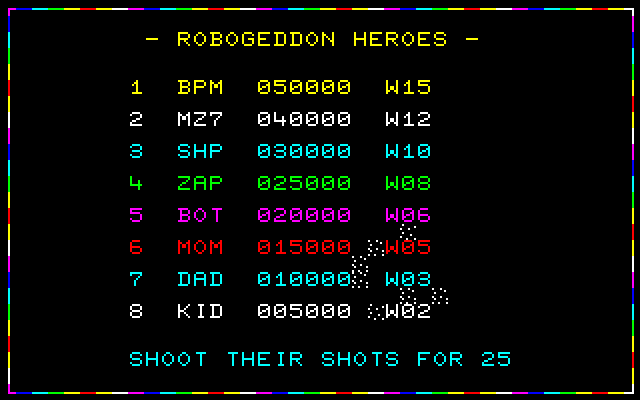 - ROBOGEDDON HEROES -
1 BPM 050000 W15
2 MZ7 040000 W12
3 SHP 030000 W10
4 ZAP 025000 W08
5 BOT 020000 W06
6 MOM 015000 W05
7 DAD 010000 W03
8 KID 005000 W02
SHOOT THEIR SHOTS FOR 25